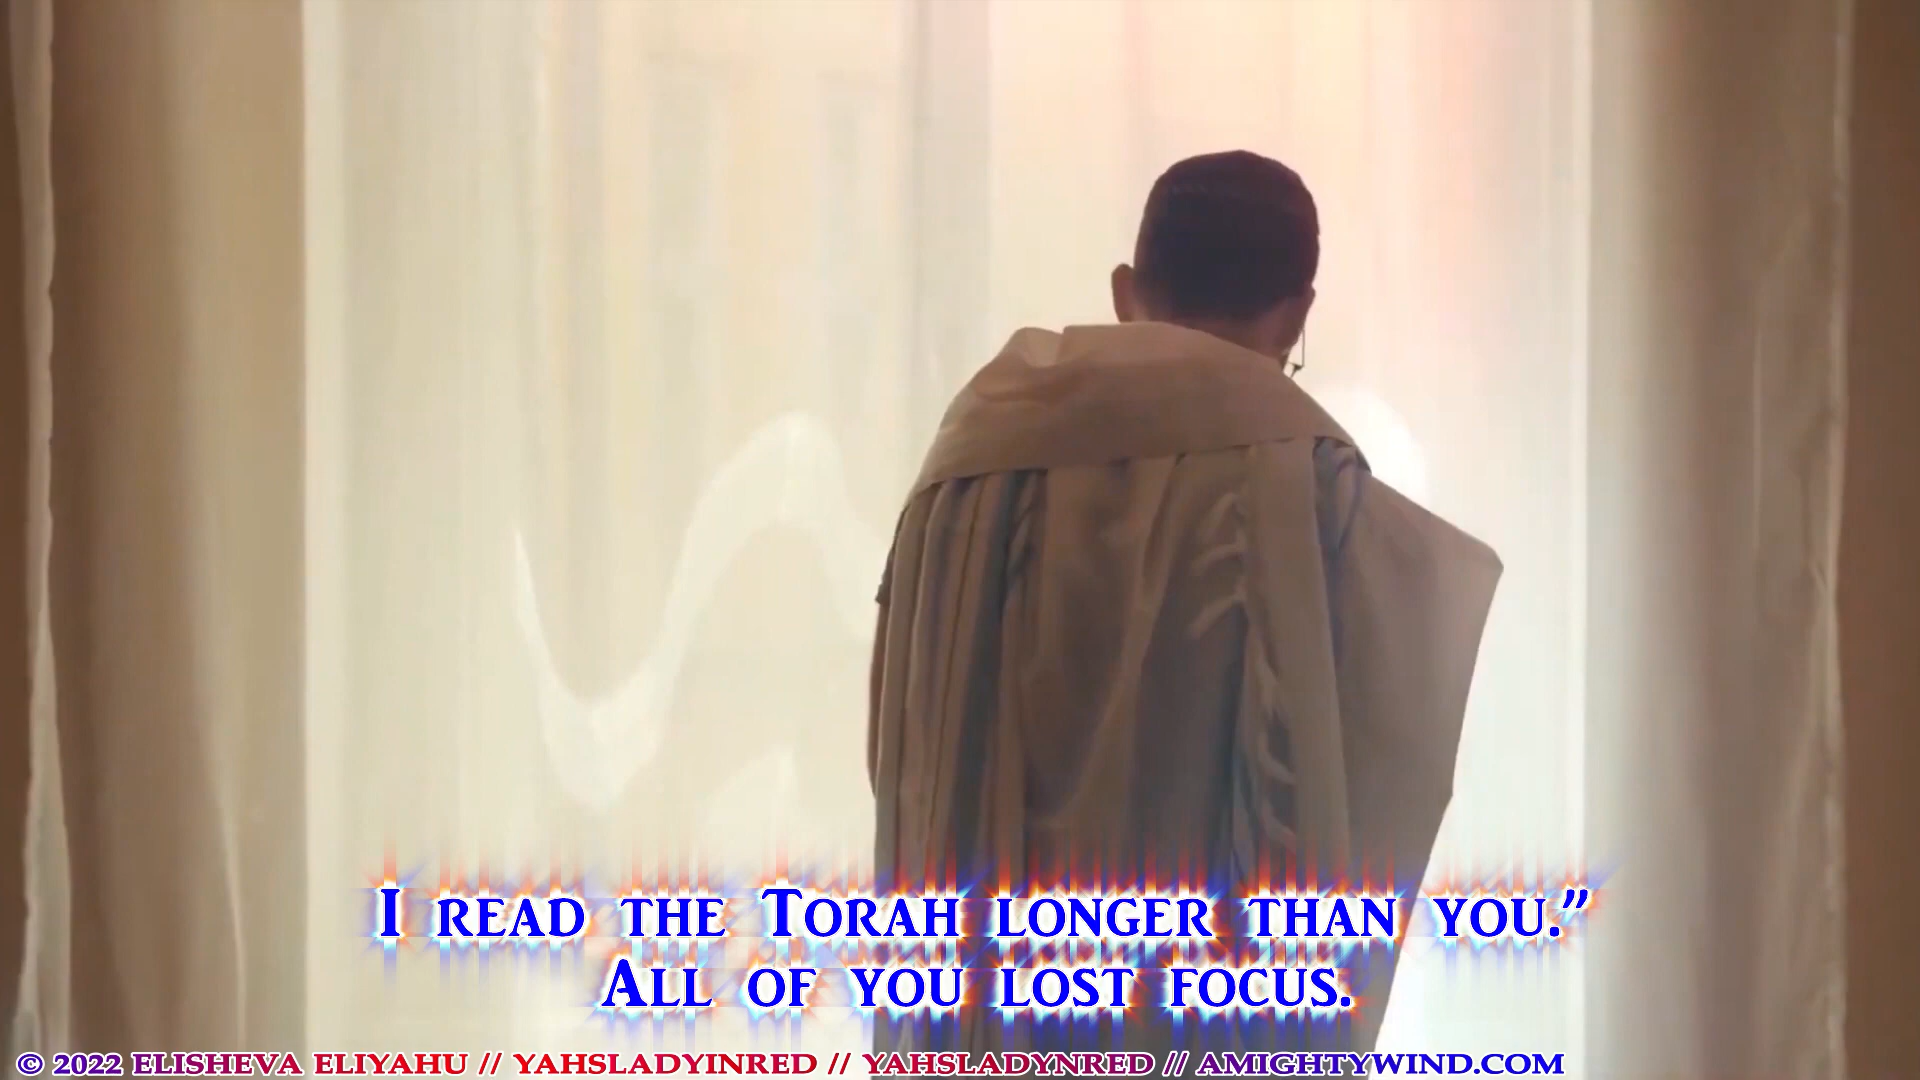 I read the Torah longer than you.”
All of you lost focus.
© 2022 ELISHEVA ELIYAHU // YAHSLADYINRED // YAHSLADYNRED // AMIGHTYWIND.COM